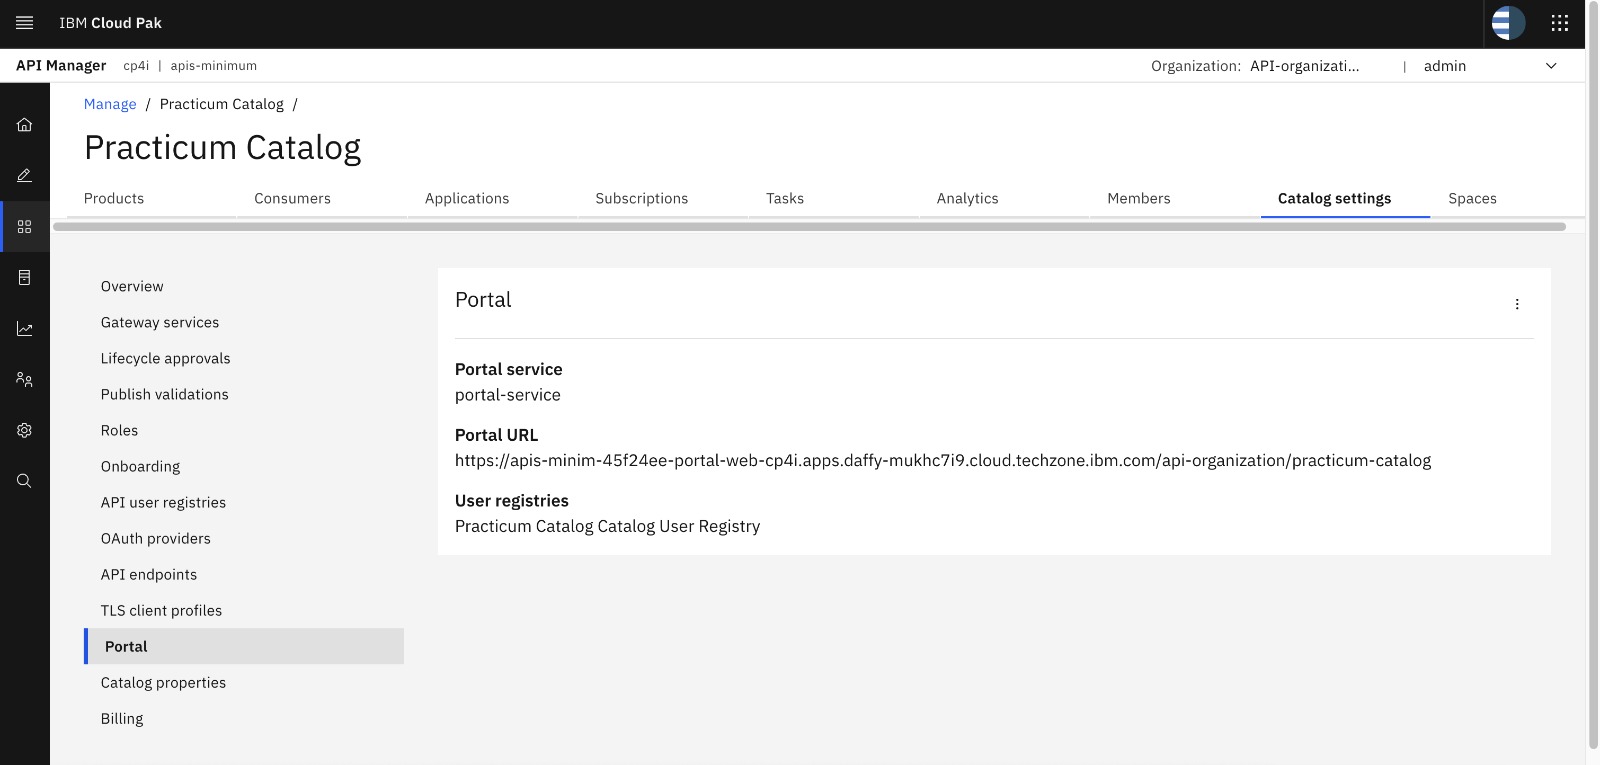 IBM Cloud Pak
API Manager cp4i | apis-minimum Organization: API-organizati... | admin
Manage / Practicum Catalog /
Practicum Catalog
Products Consumers Applications Subscriptions Tasks Analytics Members Catalog settings Spaces
Overview
Gateway services
Lifecycle approvals
Publish validations
Roles
Onboarding
API user registries
OAuth providers
API endpoints
TLS client profiles
Portal
Catalog properties
Billing
Portal
Portal service
portal-service
Portal URL
https://apis-minim-45f24ee-portal-web-cp4i.apps.daffy-mukhc7i9.cloud.techzone.ibm.com/api-organization/practicum-catalog
User registries
Practicum Catalog Catalog User Registry